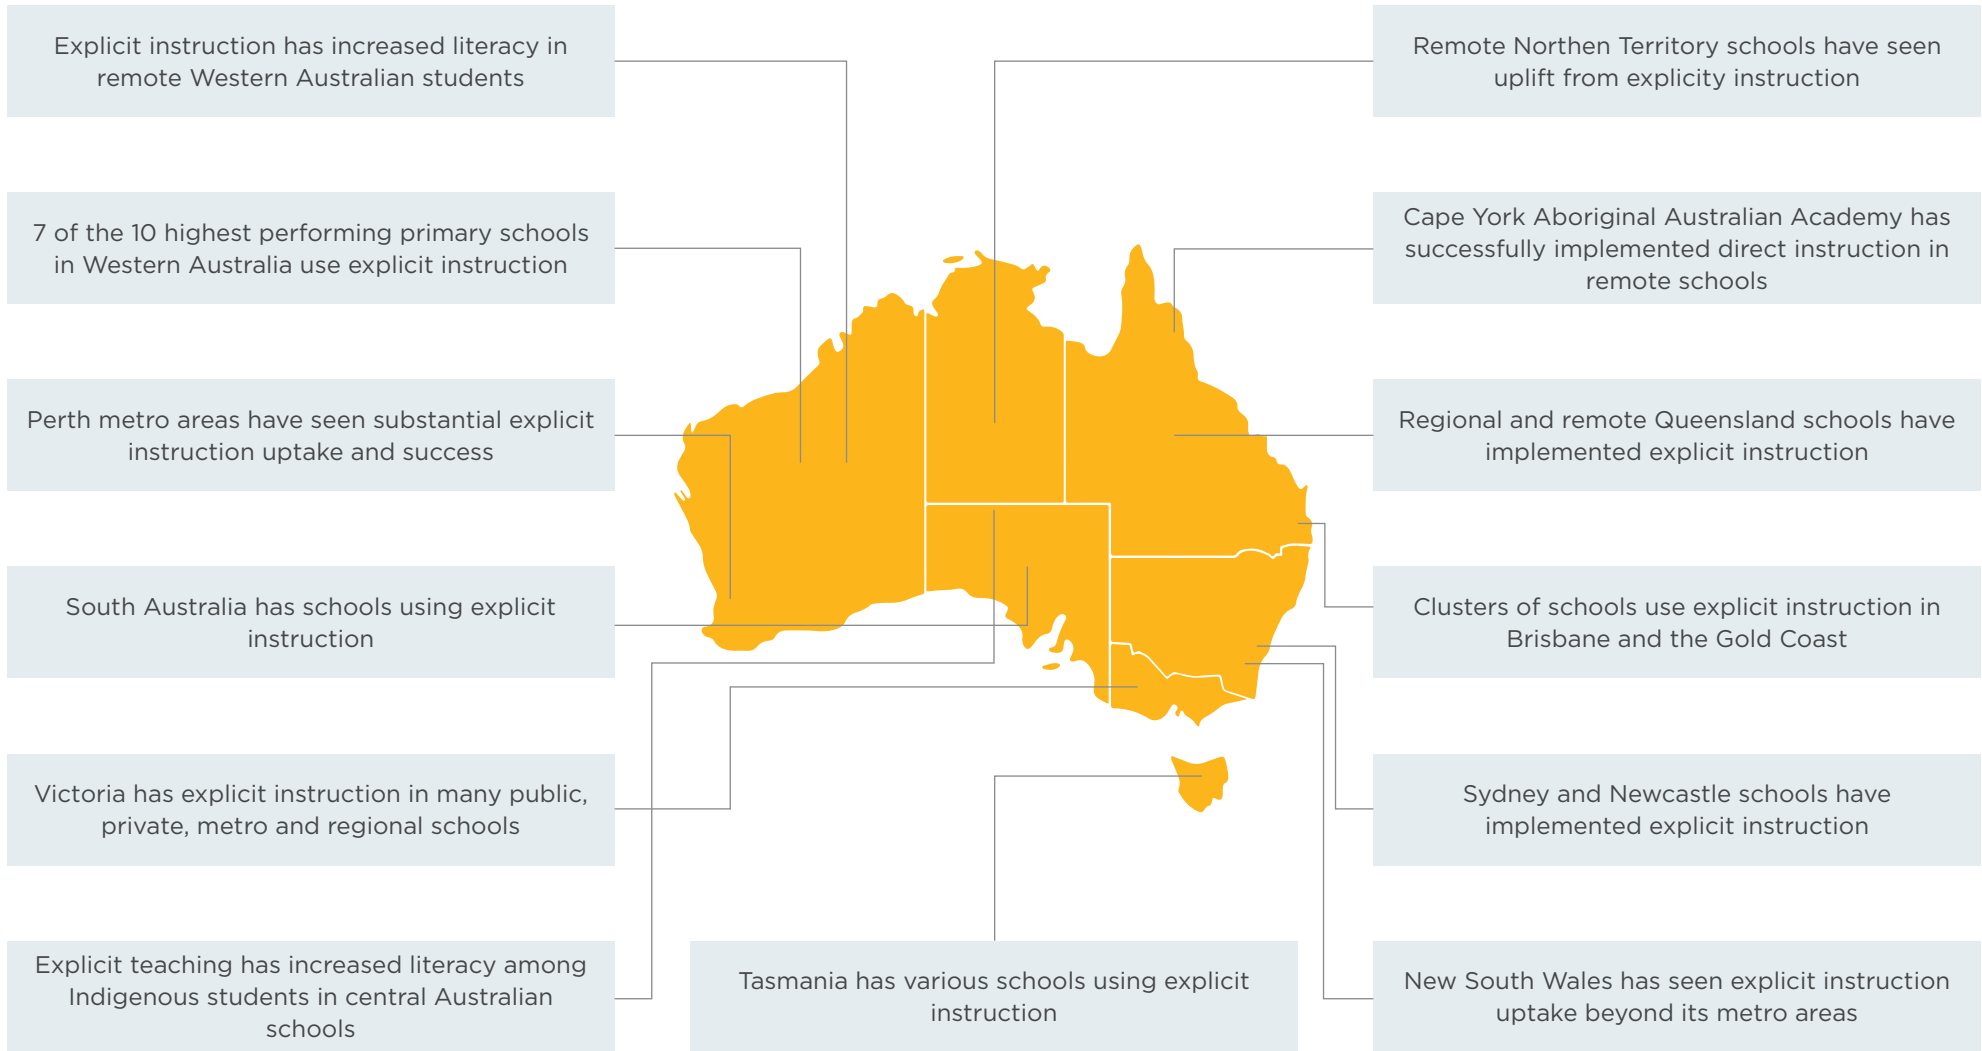 Explicit instruction has increased literacy in
remote Western Australian students
7 of the 10 highest performing primary schools
in Western Australia use explicit instruction
Perth metro areas have seen substantial explicit
instruction uptake and success
South Australia has schools using explicit
instruction
Victoria has explicit instruction in many public,
private, metro and regional schools
Explicit teaching has increased literacy among
Indigenous students in central Australian
schools
Tasmania has various schools using explicit
instruction
Remote Northen Territory schools have seen
uplift from explicity instruction
Cape York Aboriginal Australian Academy has
successfully implemented direct instruction in
remote schools
Regional and remote Queensland schools have
implemented explicit instruction
Clusters of schools use explicit instruction in
Brisbane and the Gold Coast
Sydney and Newcastle schools have
implemented explicit instruction
New South Wales has seen explicit instruction
uptake beyond its metro areas